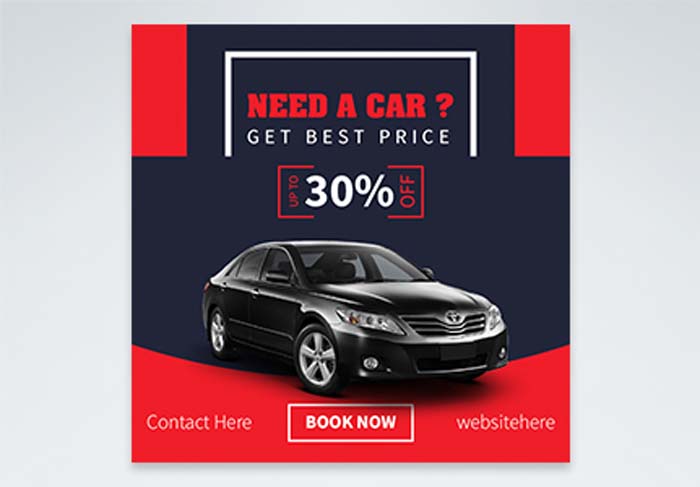 NEED A CAR ?
GET BEST PRICE
UP TO 30% OFF
Contact Here
BOOK NOW
websitehere